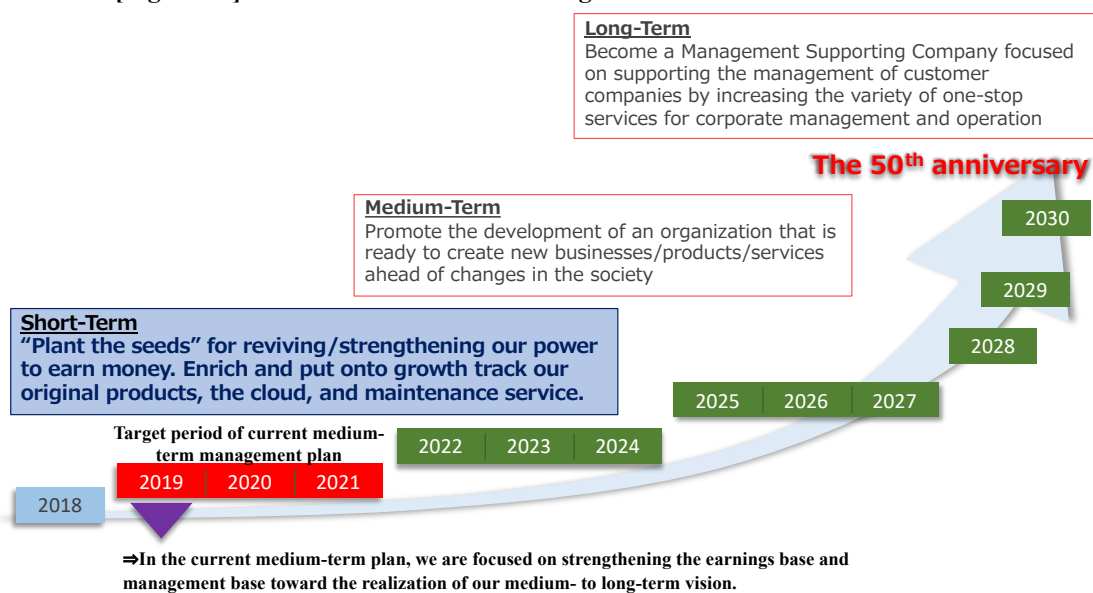 Long-Term
Become a Management Supporting Company focused
on supporting the management of customer
companies by increasing the variety of one-stop
services for corporate management and operation
The 50th anniversary
Medium-Term
Promote the development of an organization that is
ready to create new businesses/products/services
ahead of changes in the society
2030
2029
2028
Short-Term
“Plant the seeds” for reviving/strengthening our power
to earn money. Enrich and put onto growth track our
original products, the cloud, and maintenance service.
2025 2026 2027
Target period of current medium-
term management plan
2022 2023 2024
2019 2020 2021
2018
⇒In the current medium-term plan, we are focused on strengthening the earnings base and
management base toward the realization of our medium- to long-term vision.